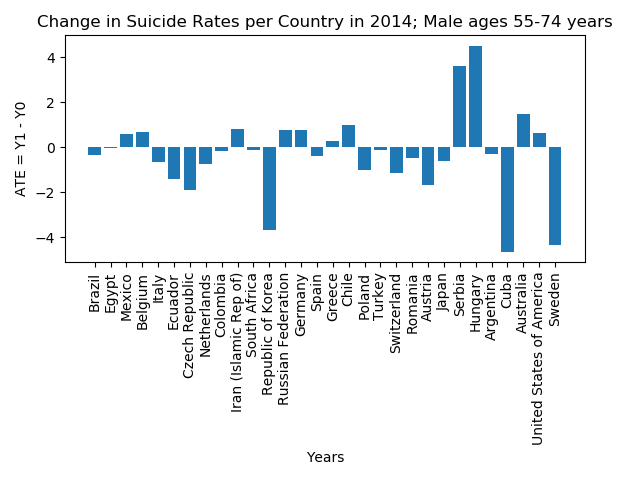 Change in Suicide Rates per Country in 2014; Male ages 55-74 years
ATE = Y1 - Y0
4
2
0
−2
−4
Brazil
Egypt
Mexico
Belgium
Italy
Ecuador
Czech Republic
Netherlands
Colombia
Iran (Islamic Rep of)
South Africa
Republic of Korea
Russian Federation
Germany
Spain
Greece
Chile
Poland
Turkey
Switzerland
Romania
Austria
Japan
Serbia
Hungary
Argentina
Cuba
Australia
United States of America
Sweden
Years